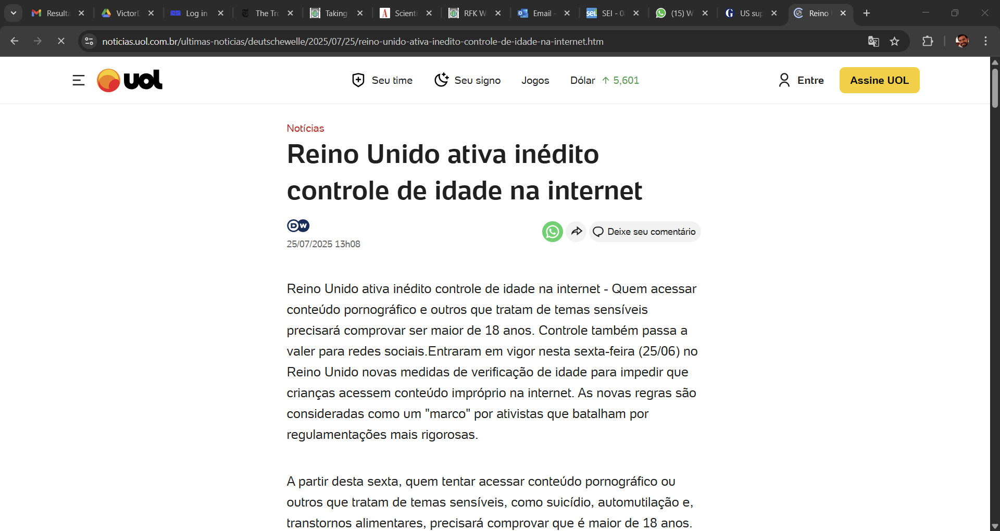 Resulta
VictorD
Log in
The Tro
Taking
Scienti
RFK W
Email -
SEI - 0
(15) W
US sup
Reino
noticias.uol.com.br/ultimas-noticias/deutschewelle/2025/07/25/reino-unido-ativa-inedito-controle-de-idade-na-internet.htm
uol
Seu time
Seu signo
Jogos
Dólar ↑ 5,601
Entre
Assine UOL
Notícias
Reino Unido ativa inédito
controle de idade na internet
DW
25/07/2025 13h08
Deixe seu comentário
Reino Unido ativa inédito controle de idade na internet - Quem acessar
conteúdo pornográfico e outros que tratam de temas sensíveis
precisará comprovar ser maior de 18 anos. Controle também passa a
valer para redes sociais.Entraram em vigor nesta sexta-feira (25/06) no
Reino Unido novas medidas de verificação de idade para impedir que
crianças acessem conteúdo impróprio na internet. As novas regras são
consideradas como um "marco" por ativistas que batalham por
regulamentações mais rigorosas.
A partir desta sexta, quem tentar acessar conteúdo pornográfico ou
outros que tratam de temas sensíveis, como suicídio, automutilação e,
transtornos alimentares, precisará comprovar que é maior de 18 anos.